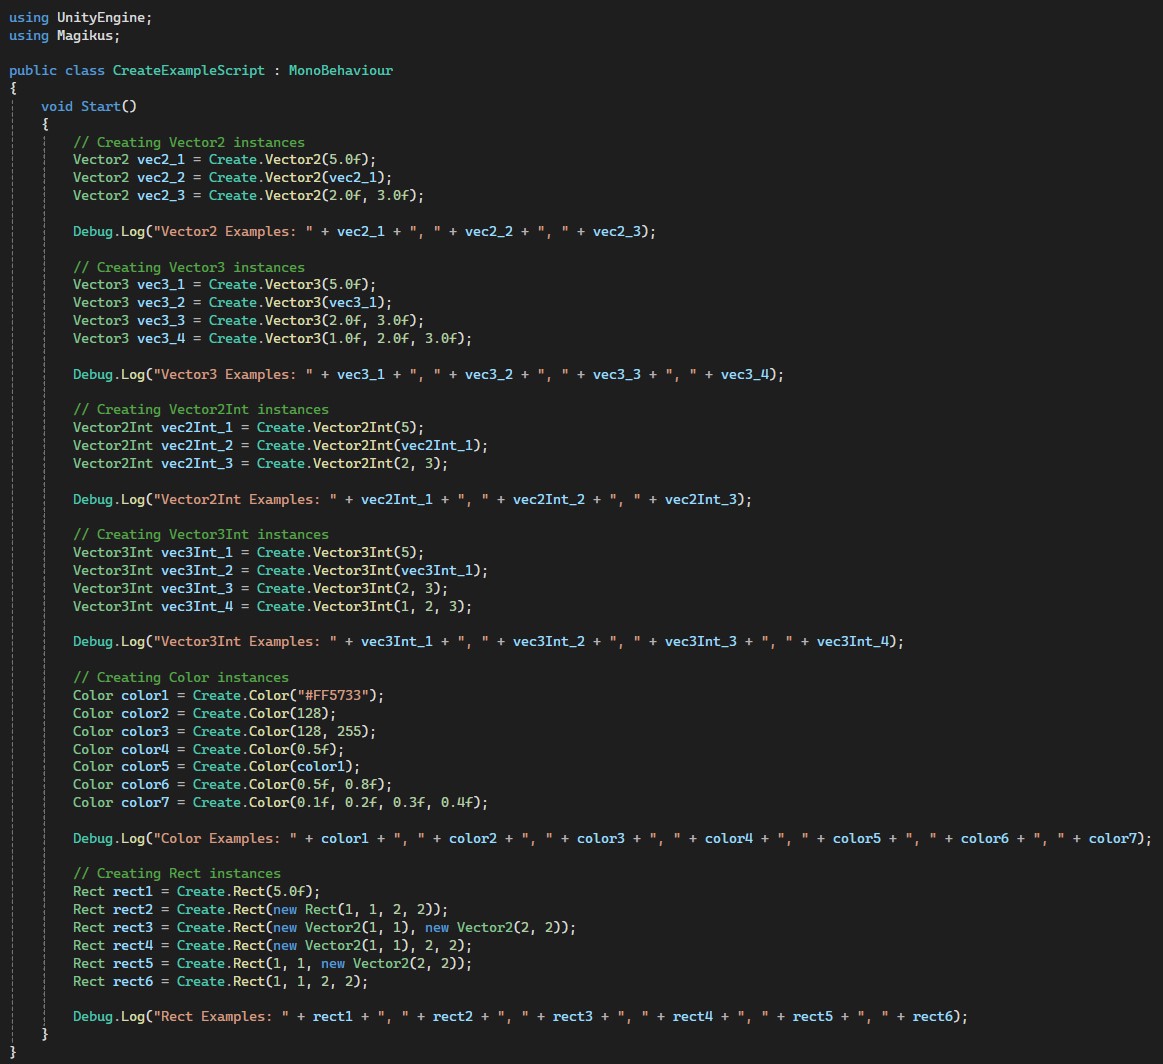 using UnityEngine;
using Magikus;

public class CreateExampleScript : MonoBehaviour
{
    void Start()
    {
        // Creating Vector2 instances
        Vector2 vec2_1 = Create.Vector2(5.0f);
        Vector2 vec2_2 = Create.Vector2(vec2_1);
        Vector2 vec2_3 = Create.Vector2(2.0f, 3.0f);

        Debug.Log("Vector2 Examples: " + vec2_1 + ", " + vec2_2 + ", " + vec2_3);

        // Creating Vector3 instances
        Vector3 vec3_1 = Create.Vector3(5.0f);
        Vector3 vec3_2 = Create.Vector3(vec3_1);
        Vector3 vec3_3 = Create.Vector3(2.0f, 3.0f);
        Vector3 vec3_4 = Create.Vector3(1.0f, 2.0f, 3.0f);

        Debug.Log("Vector3 Examples: " + vec3_1 + ", " + vec3_2 + ", " + vec3_3 + ", " + vec3_4);

        // Creating Vector2Int instances
        Vector2Int vec2Int_1 = Create.Vector2Int(5);
        Vector2Int vec2Int_2 = Create.Vector2Int(vec2Int_1);
        Vector2Int vec2Int_3 = Create.Vector2Int(2, 3);

        Debug.Log("Vector2Int Examples: " + vec2Int_1 + ", " + vec2Int_2 + ", " + vec2Int_3);

        // Creating Vector3Int instances
        Vector3Int vec3Int_1 = Create.Vector3Int(5);
        Vector3Int vec3Int_2 = Create.Vector3Int(vec3Int_1);
        Vector3Int vec3Int_3 = Create.Vector3Int(2, 3);
        Vector3Int vec3Int_4 = Create.Vector3Int(1, 2, 3);

        Debug.Log("Vector3Int Examples: " + vec3Int_1 + ", " + vec3Int_2 + ", " + vec3Int_3 + ", " + vec3Int_4);

        // Creating Color instances
        Color color1 = Create.Color("#FF5733");
        Color color2 = Create.Color(128);
        Color color3 = Create.Color(128, 255);
        Color color4 = Create.Color(0.5f);
        Color color5 = Create.Color(color1);
        Color color6 = Create.Color(0.5f, 0.8f);
        Color color7 = Create.Color(0.1f, 0.2f, 0.3f, 0.4f);

        Debug.Log("Color Examples: " + color1 + ", " + color2 + ", " + color3 + ", " + color4 + ", " + color5 + ", " + color6 + ", " + color7);

        // Creating Rect instances
        Rect rect1 = Create.Rect(5.0f);
        Rect rect2 = Create.Rect(new Rect(1, 1, 2, 2));
        Rect rect3 = Create.Rect(new Vector2(1, 1), new Vector2(2, 2));
        Rect rect4 = Create.Rect(new Vector2(1, 1), 2, 2);
        Rect rect5 = Create.Rect(1, 1, new Vector2(2, 2));
        Rect rect6 = Create.Rect(1, 1, 2, 2);

        Debug.Log("Rect Examples: " + rect1 + ", " + rect2 + ", " + rect3 + ", " + rect4 + ", " + rect5 + ", " + rect6);
    }
}